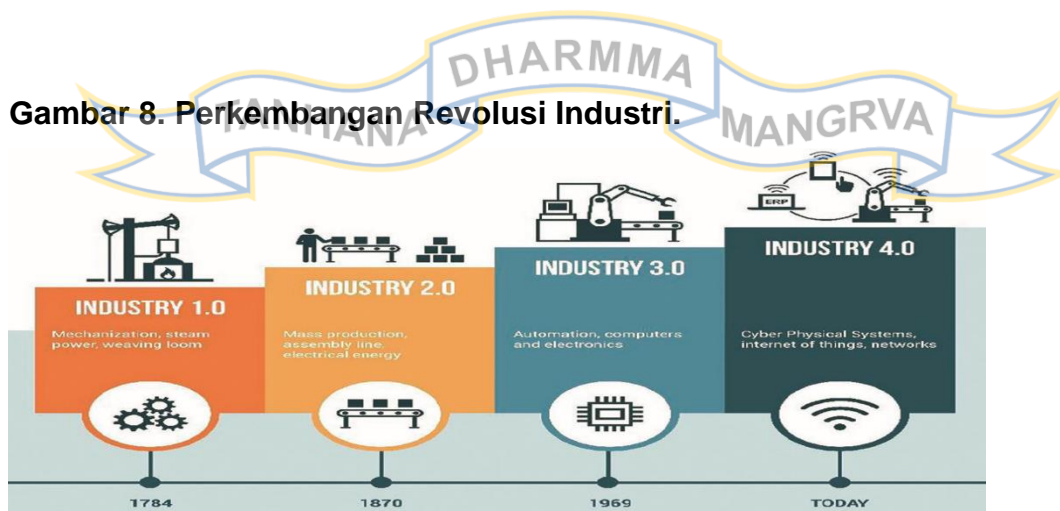 DHARMMA
TANHANA
MANGRVA
Gambar 8. Perkembangan Revolusi Industri.
ERP
INDUSTRY 1.0
Mechanization, steam
power, weaving loom
INDUSTRY 2.0
Mass production,
assembly line,
electrical energy
INDUSTRY 3.0
Automation, computers
and electronics
INDUSTRY 4.0
Cyber Physical Systems,
internet of things, networks
1784
1870
1969
TODAY